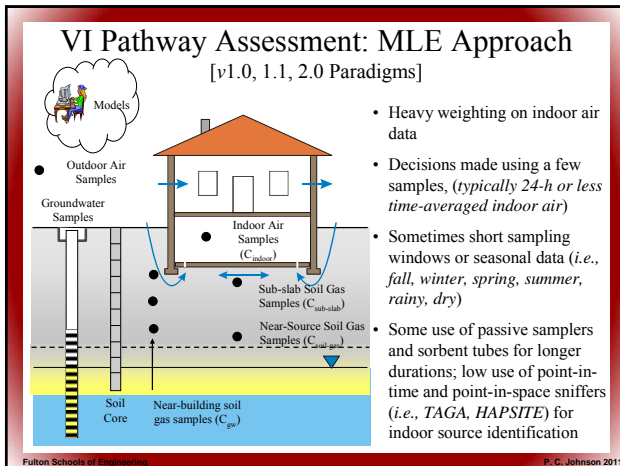 VI Pathway Assessment: MLE Approach
[v1.0, 1.1, 2.0 Paradigms]
Models
Outdoor Air
Samples
Groundwater
Samples
Indoor Air
Samples
(C_indoor)
Sub-slab Soil Gas
Samples (C_sub-slab)
Near-Source Soil Gas
Samples (C_soil-gas)
Soil
Core
Near-building soil
gas samples (C_gw)
• Heavy weighting on indoor air
data
• Decisions made using a few
samples, (typically 24-h or less
time-averaged indoor air)
• Sometimes short sampling
windows or seasonal data (i.e.,
fall, winter, spring, summer,
rainy, dry)
• Some use of passive samplers
and sorbent tubes for longer
durations; low use of point-in-
time and point-in-space sniffers
(i.e., TAGA, HAPSITE) for
indoor source identification
Fulton Schools of Engineering
P. C. Johnson 2011